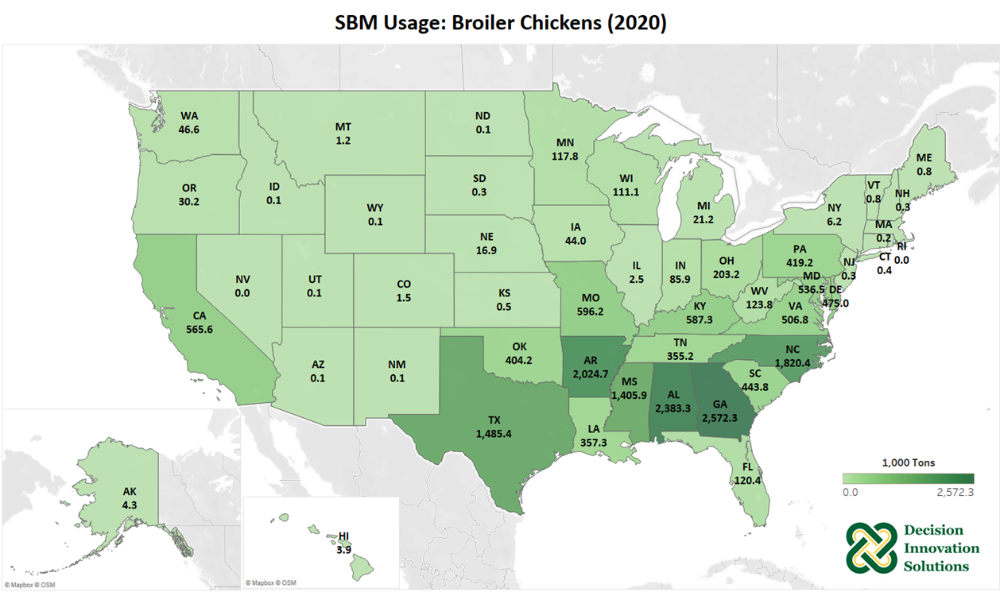 SBM Usage: Broiler Chickens (2020)
WA
46.6
MT
1.2
ND
0.1
MN
117.8
OR
30.2
ID
0.1
WY
0.1
SD
0.3
WI
111.1
MI
21.2
NY
6.2
VT
0.8
NH
0.3
ME
0.8
MA
0.2
RI
0.0
CT
0.4
NE
16.9
IA
44.0
IL
2.5
IN
85.9
OH
203.2
PA
419.2
NJ
0.3
MD
536.5
DE
475.0
NV
0.0
UT
0.1
CO
1.5
KS
0.5
MO
596.2
KY
587.3
WV
123.8
VA
506.8
CA
565.6
AZ
0.1
NM
0.1
OK
404.2
AR
2,024.7
TN
355.2
NC
1,820.4
SC
443.8
MS
1,405.9
AL
2,383.3
GA
2,572.3
TX
1,485.4
LA
357.3
FL
120.4
AK
4.3
HI
3.9
1,000 Tons
0.0 2,572.3
Decision
Innovation
Solutions
© Mapbox © OSM
© Mapbox © OSM